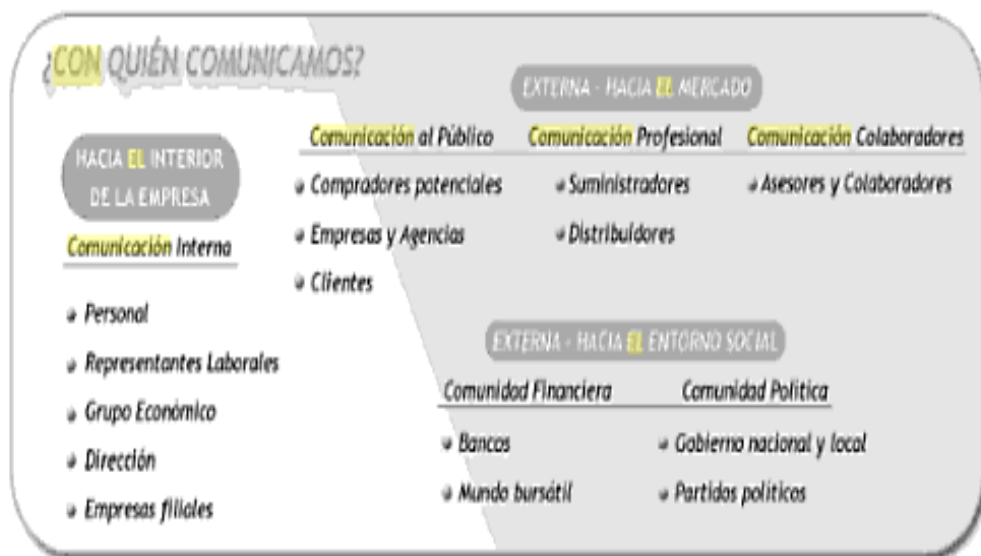 ¿CON QUIÉN COMUNICAMOS?
HACIA EL INTERIOR
DE LA EMPRESA
Comunicación Interna
Personal
Representantes Laborales
Grupo Económico
Dirección
Empresas filiales
EXTERNA - HACIA EL MERCADO
Comunicación al Público
Compradores potenciales
Empresas y Agencias
Clientes
Comunicación Profesional
Suministradores
Distribuidores
Comunicación Colaboradores
Asesores y Colaboradores
EXTERNA - HACIA EL ENTORNO SOCIAL
Comunidad Financiera
Bancos
Mundo bursátil
Comunidad Política
Gobierno nacional y local
Partidos políticos